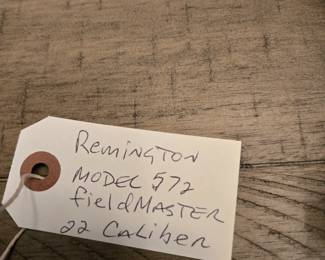 Remington
MODEL 572
fieldMASTER
22 CaliBer